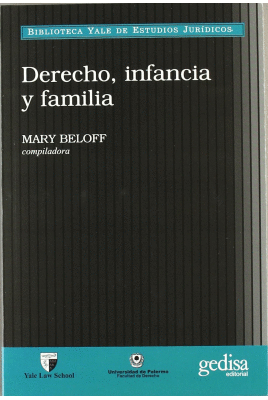 BIBLIOTECA YALE DE ESTUDIOS JURÍDICOS
Derecho, infancia
y familia
MARY BELOFF
compiladora
Yale Law School
Universidad de Palermo
Facultad de Derecho
gedisa
editorial